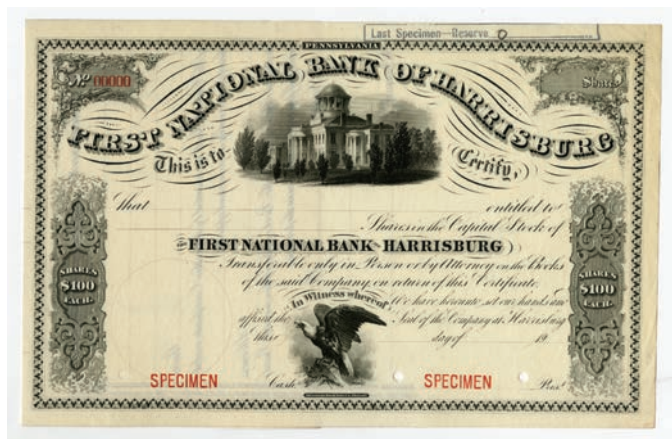 Last Specimen—Reserve 0
PENNSYLVANIA
No 00000
Shares
FIRST NATIONAL BANK OF HARRISBURG
This is to Certify,
that entitled to
Shares in the Capital Stock of
the FIRST NATIONAL BANK HARRISBURG
Transferable only in Person or by Attorney on the Books
of the said Company on return of this Certificate.
In Witness whereof We have hereunto set our hands and
affixed the Seal of the Company at Harrisburg
this day of 19
SHARES
$100
EACH.
SHARES
$100
EACH.
SPECIMEN
Cashr
SPECIMEN
Prest